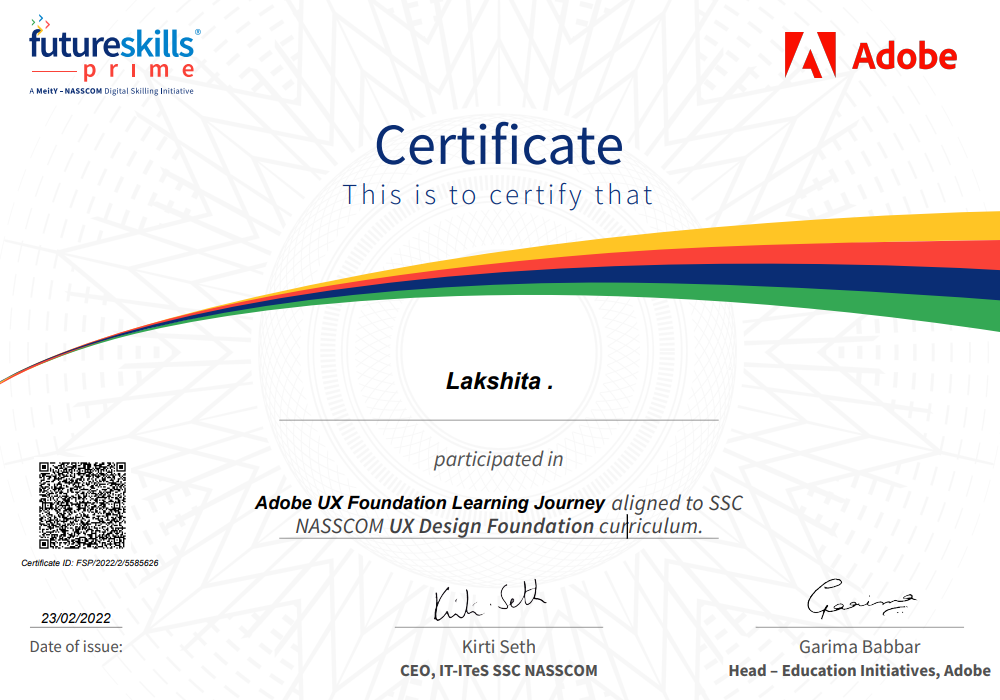 futureskills®
prime
A MeitY – NASSCOM Digital Skilling Initiative
Adobe
Certificate
This is to certify that
Lakshita .
participated in
Adobe UX Foundation Learning Journey aligned to SSC
NASSCOM UX Design Foundation curriculum.
Certificate ID: FSP/2022/2/5585626
23/02/2022
Date of issue:
Kirti Seth
Kirti Seth
CEO, IT-ITeS SSC NASSCOM
Garima
Garima Babbar
Head – Education Initiatives, Adobe